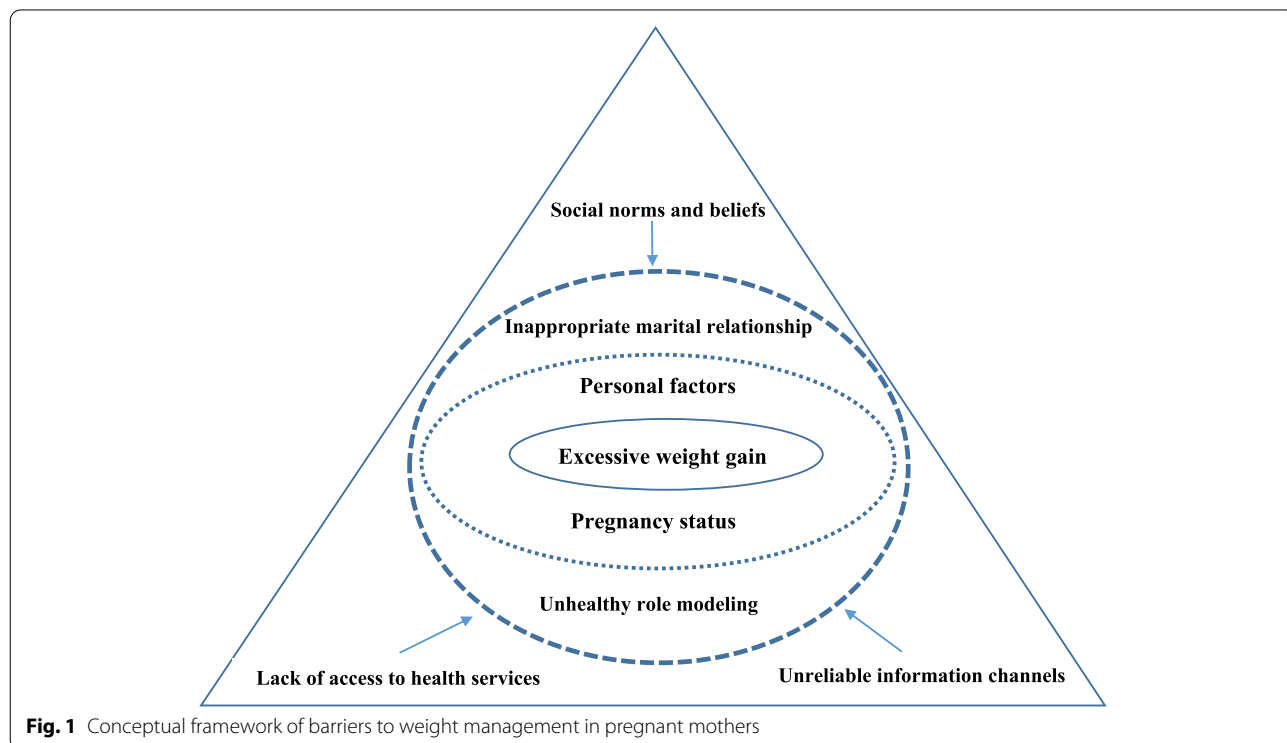 Social norms and beliefs
Inappropriate marital relationship
Personal factors
Excessive weight gain
Pregnancy status
Unhealthy role modeling
Lack of access to health services
Unreliable information channels
Fig. 1 Conceptual framework of barriers to weight management in pregnant mothers